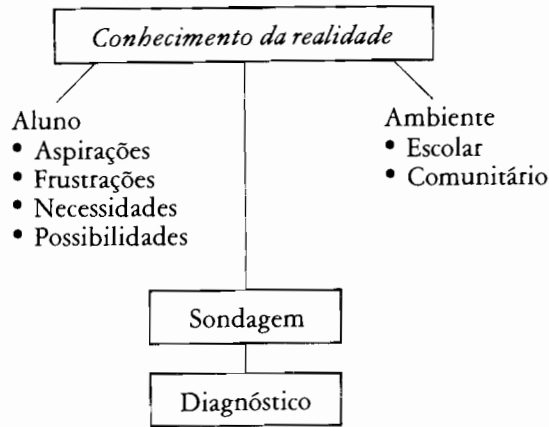 Conhecimento da realidade
Aluno
• Aspirações
• Frustrações
• Necessidades
• Possibilidades
Ambiente
• Escolar
• Comunitário
Sondagem
Diagnóstico